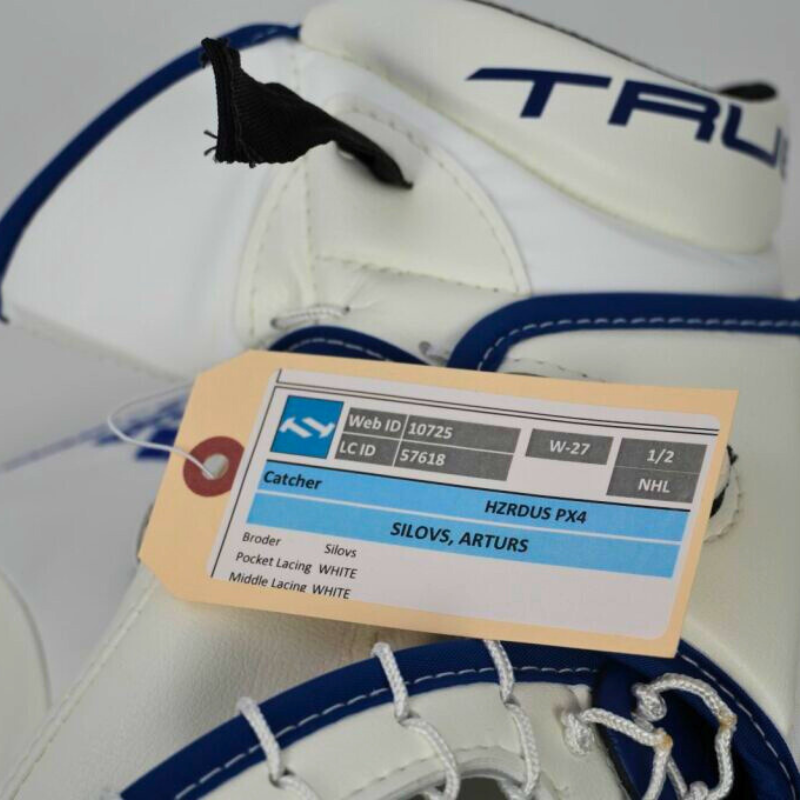 TRU
Web ID 10725
LC ID 57618
W-27
1/2
NHL
Catcher
HZRDUS PX4
SILOVS, ARTURS
Broder Silovs
Pocket Lacing WHITE
Middle Lacing WHITE